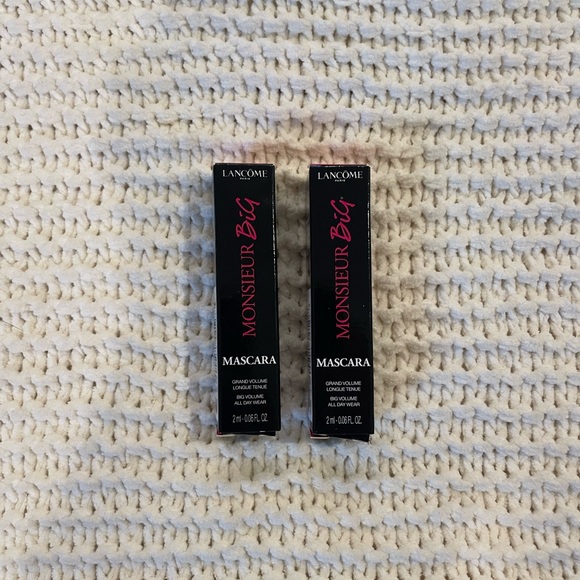 LANCÔME
PARIS
MONSIEUR BiG
MASCARA
GRAND VOLUME
LONGUE TENUE
BIG VOLUME
ALL DAY WEAR
2 ml - 0.06 FL. OZ.
LANCÔME
PARIS
MONSIEUR BiG
MASCARA
GRAND VOLUME
LONGUE TENUE
BIG VOLUME
ALL DAY WEAR
2 ml - 0.06 FL. OZ.